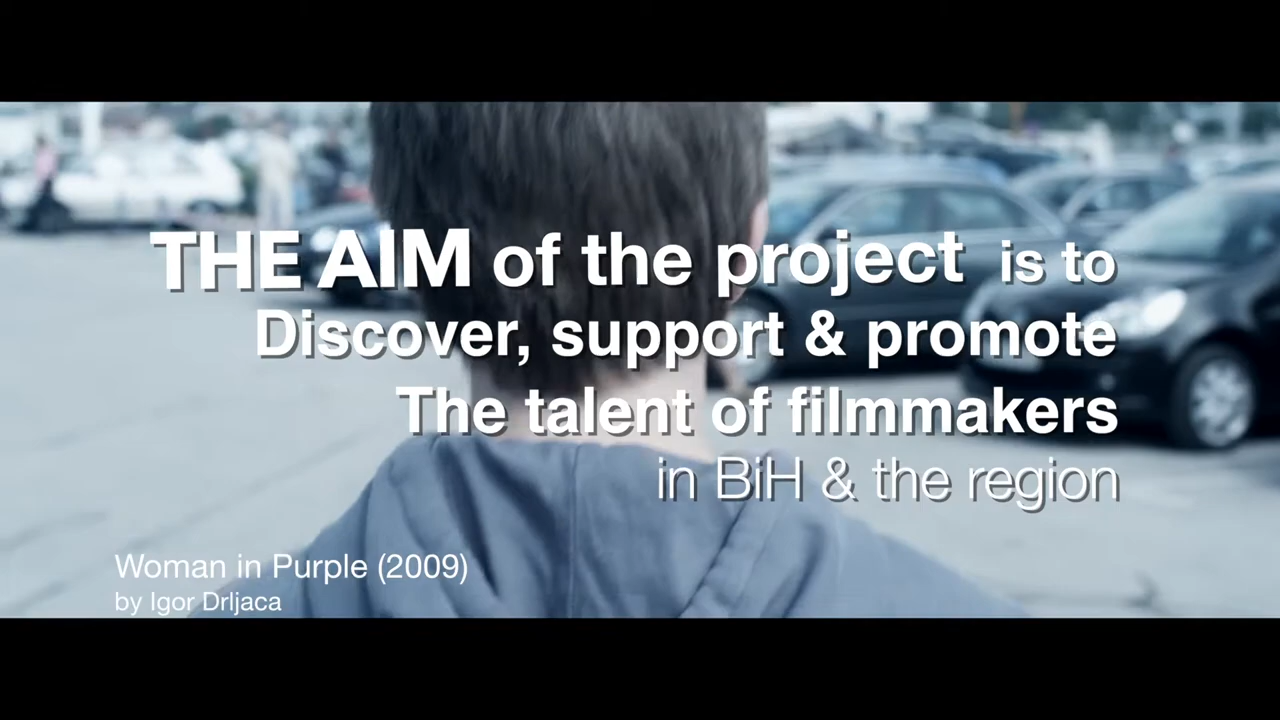 THE AIM of the project is to
Discover, support & promote
The talent of filmmakers
in BiH & the region
Woman in Purple (2009)
by Igor Drljaca